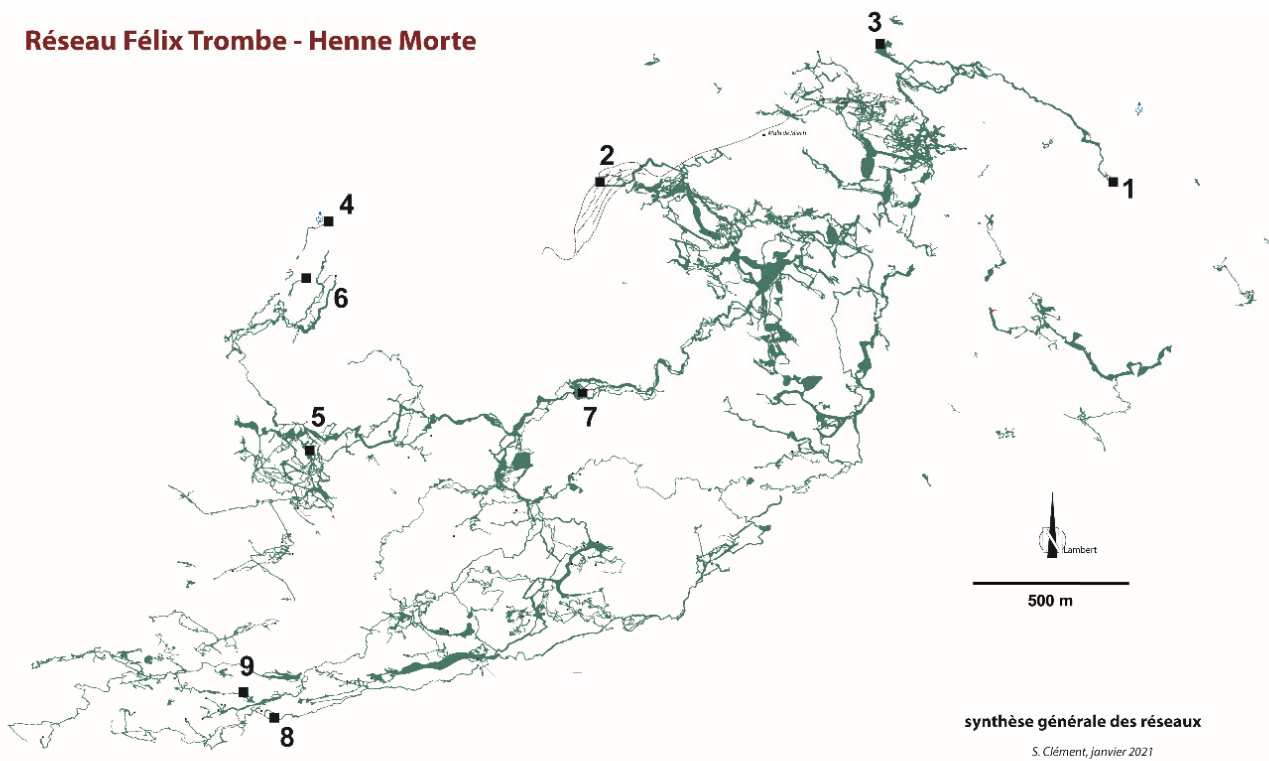 Réseau Félix Trombe - Henne Morte
3
2
1
4
6
5
7
N
Lambert
500 m
9
8
synthèse générale des réseaux
S. Clément, janvier 2021